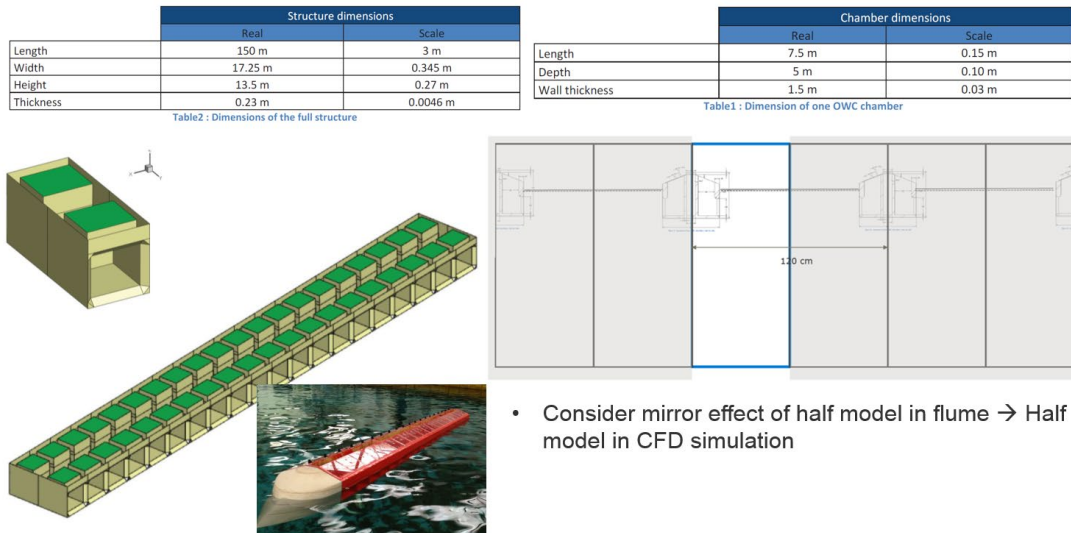 Structure dimensions
Real Scale
Length 150 m 3 m
Width 17.25 m 0.345 m
Height 13.5 m 0.27 m
Thickness 0.23 m 0.0046 m
Table2 : Dimensions of the full structure
Chamber dimensions
Real Scale
Length 7.5 m 0.15 m
Depth 5 m 0.10 m
Wall thickness 1.5 m 0.03 m
Table1 : Dimension of one OWC chamber
120 cm
• Consider mirror effect of half model in flume → Half
model in CFD simulation